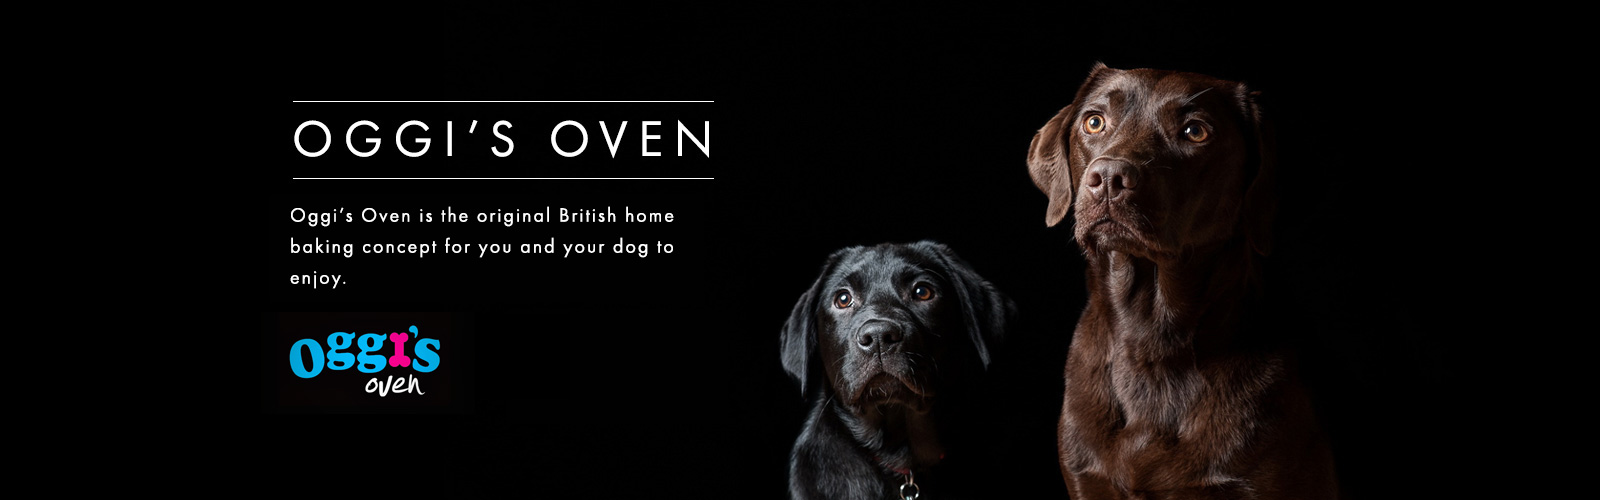 OGGI'S OVEN
Oggi's Oven is the original British home
baking concept for you and your dog to
enjoy.
Oggi's
oven